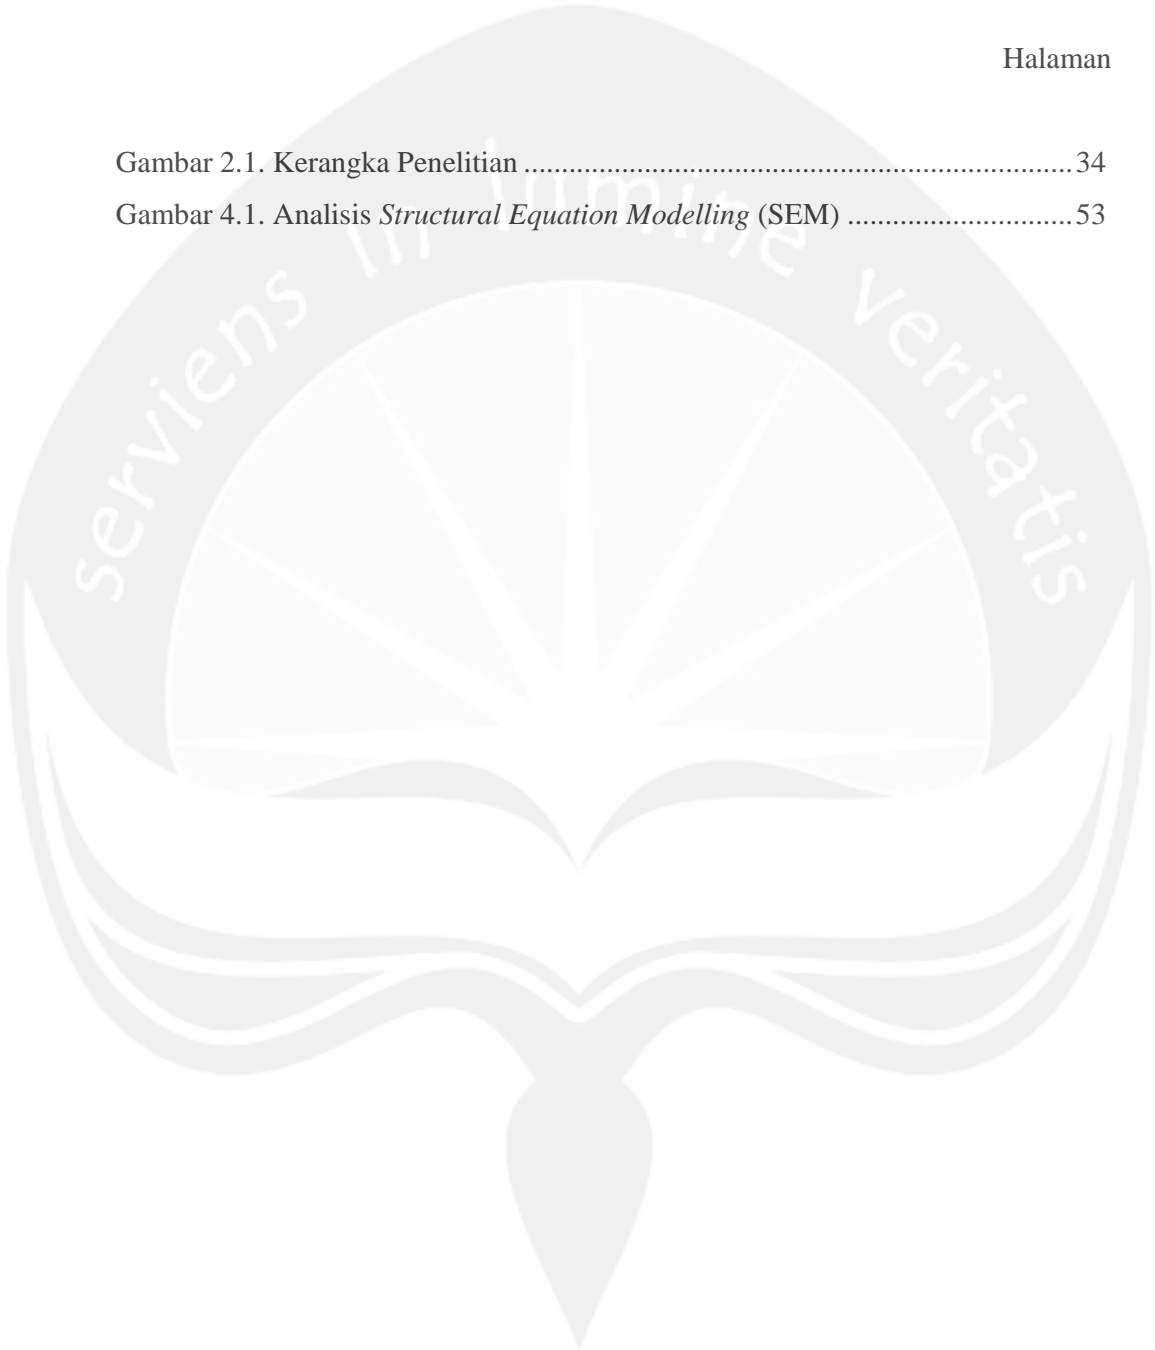 Halaman
Gambar 2.1. Kerangka Penelitian ........................................................................ 34
Gambar 4.1. Analisis Structural Equation Modelling (SEM) .............................. 53
serviens in lumine veritatis